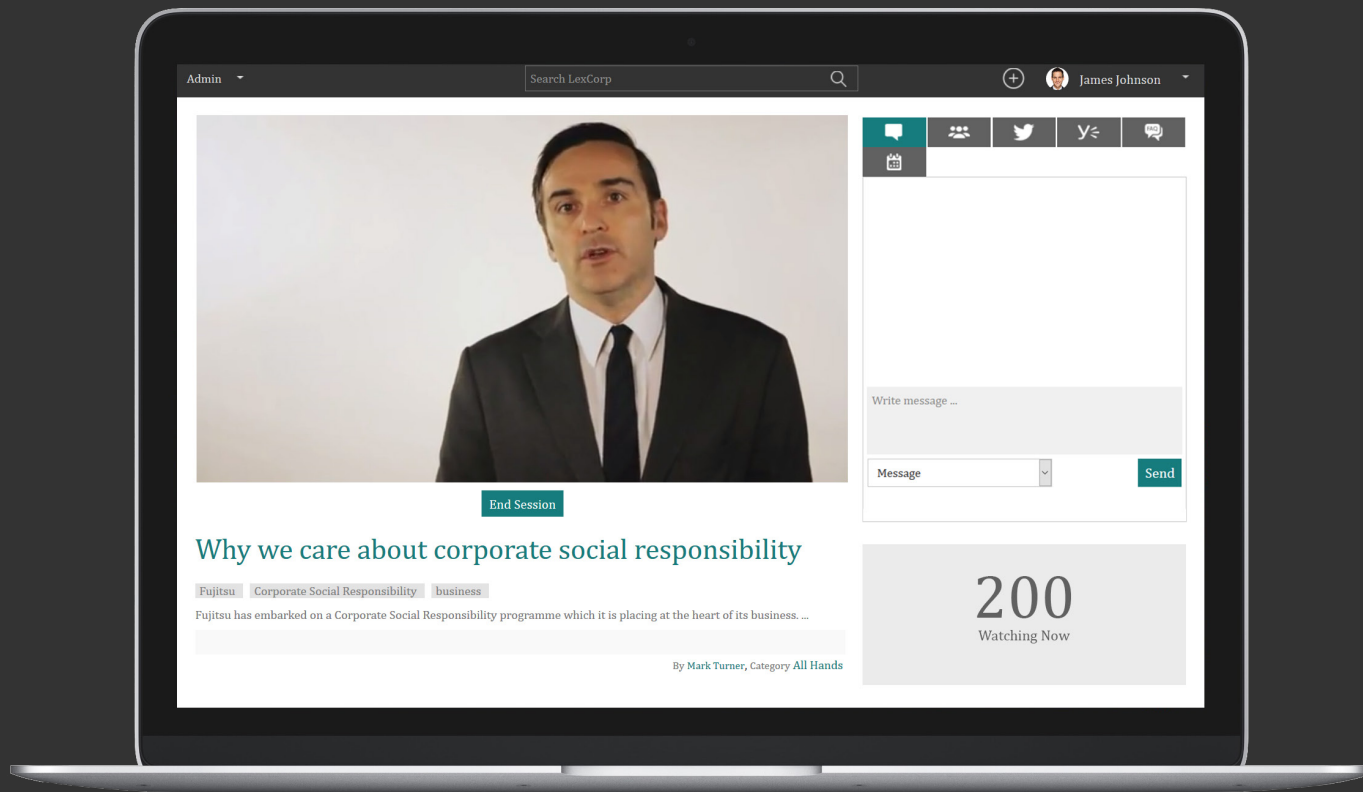 Admin
Search LexCorp
James Johnson
FAQ
Write message ...
Message
Send
End Session
Why we care about corporate social responsibility
Fujitsu Corporate Social Responsibility business
Fujitsu has embarked on a Corporate Social Responsibility programme which it is placing at the heart of its business. ...
By Mark Turner, Category All Hands
200
Watching Now